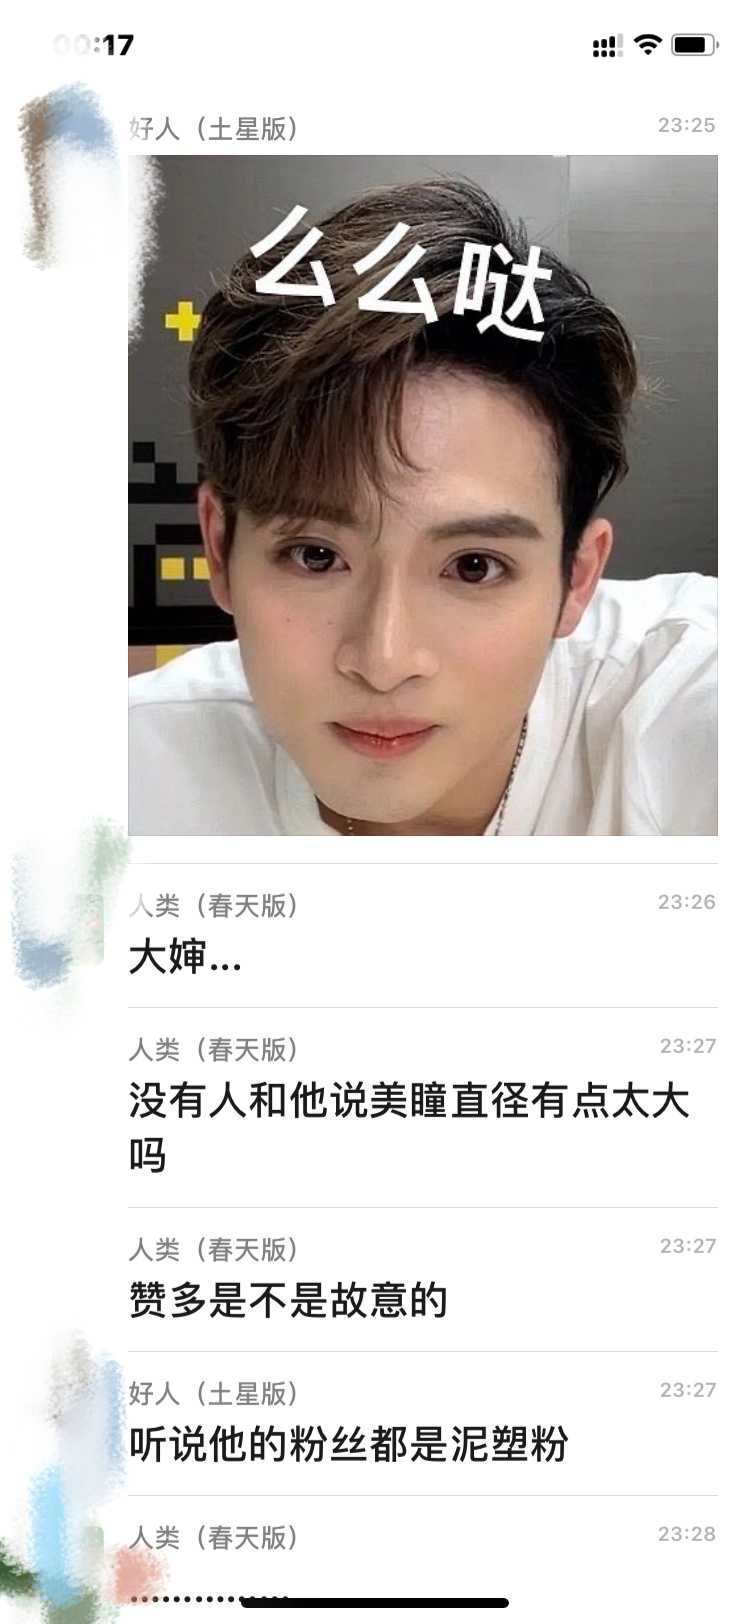 00:17
好人（土星版）
23:25
么么哒
人类（春天版）
23:26
大婶...
人类（春天版）
23:27
没有人和他说美瞳直径有点太大
吗
人类（春天版）
23:27
赞多是不是故意的
好人（土星版）
23:27
听说他的粉丝都是泥塑粉
人类（春天版）
23:28
................